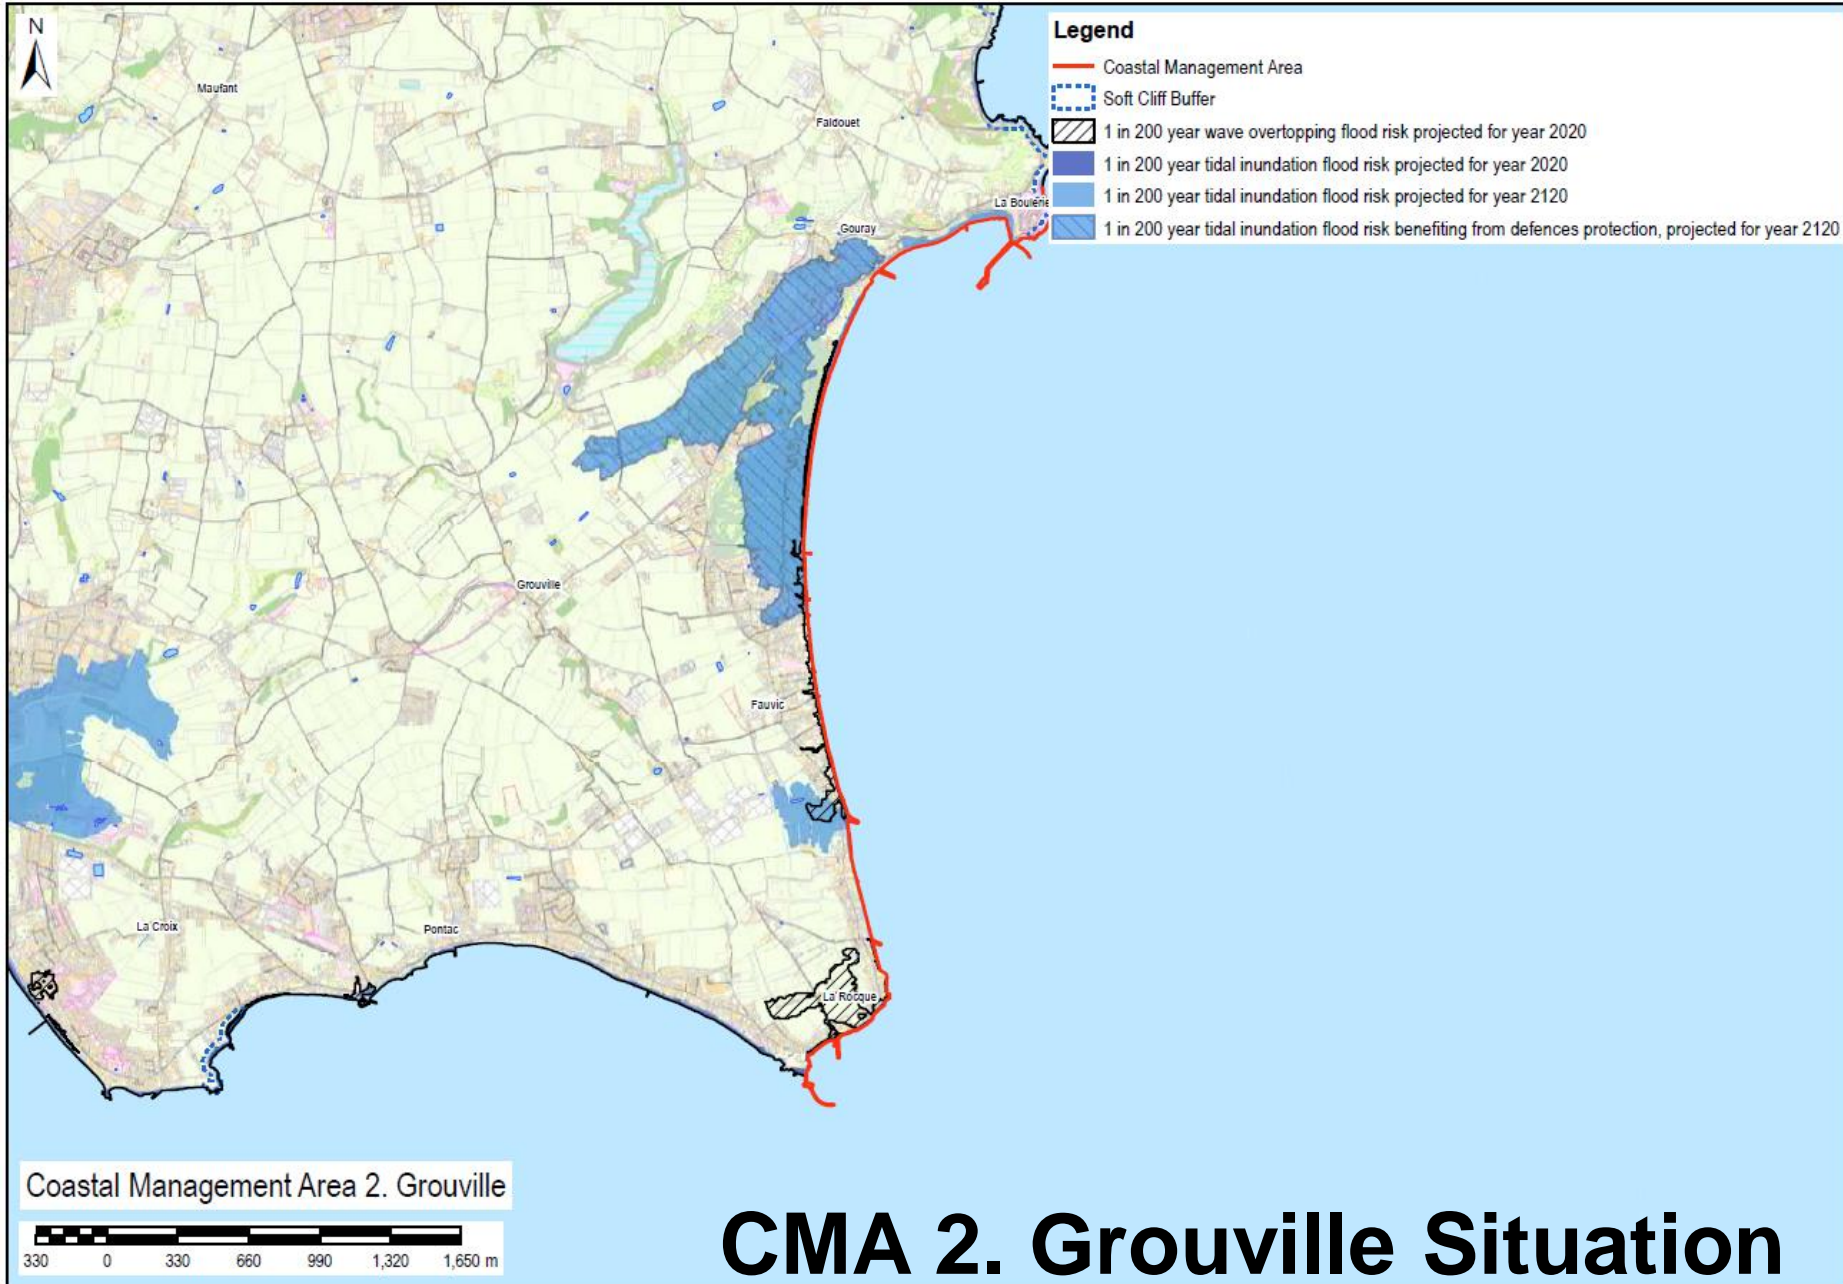 N
Legend
Coastal Management Area
Soft Cliff Buffer
1 in 200 year wave overtopping flood risk projected for year 2020
1 in 200 year tidal inundation flood risk projected for year 2020
1 in 200 year tidal inundation flood risk projected for year 2120
1 in 200 year tidal inundation flood risk benefiting from defences protection, projected for year 2120
Maufant
Faldouet
La Boulerie
Gouray
Grouville
Fauvic
La Croix
Pontac
La Rocque
Coastal Management Area 2. Grouville
330 0 330 660 990 1,320 1,650 m
CMA 2. Grouville Situation